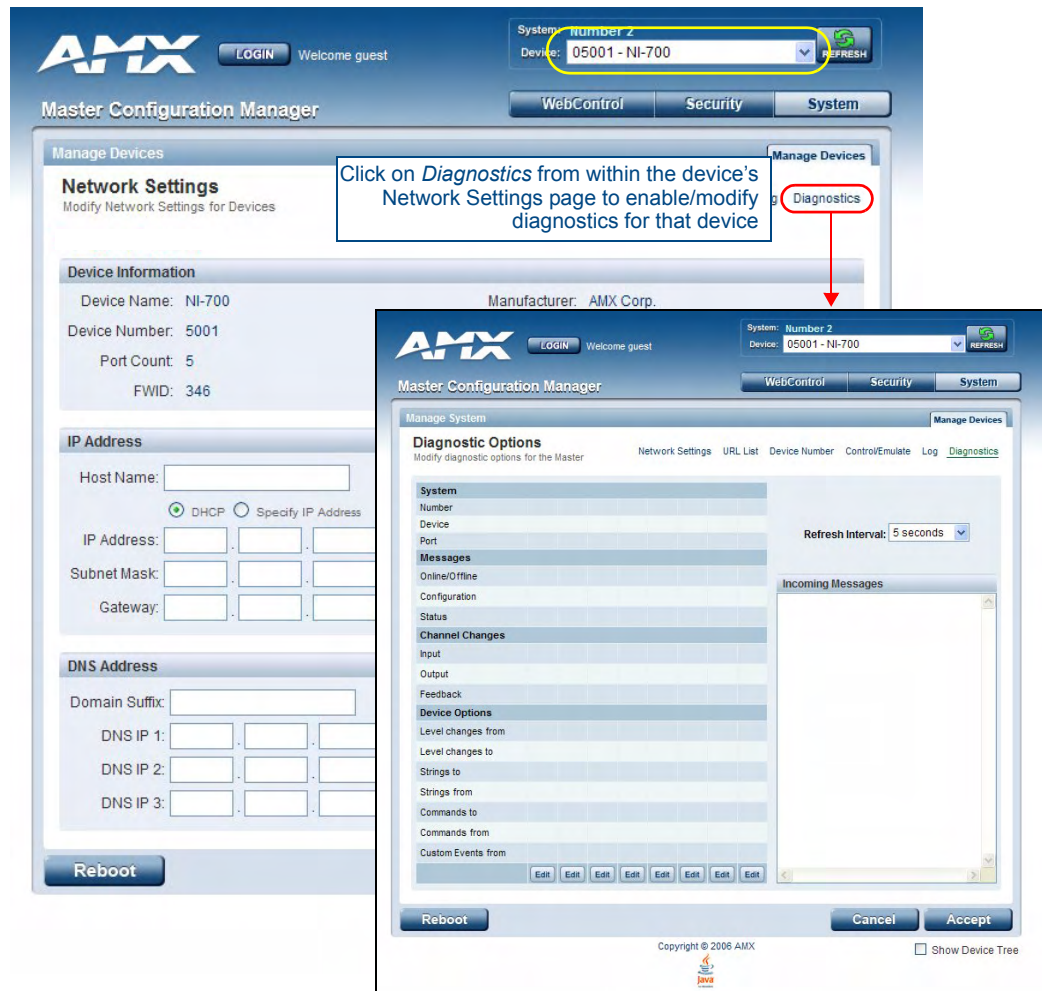 AMX
LOGIN Welcome guest
System: Number 2
Device: 05001 - NI-700
REFRESH
Master Configuration Manager
WebControl Security System
Manage Devices
Manage Devices
Network Settings
Modify Network Settings for Devices
Click on Diagnostics from within the device's
Network Settings page to enable/modify
diagnostics for that device
g Diagnostics
Device Information
Device Name: NI-700
Manufacturer: AMX Corp.
Device Number: 5001
Port Count: 5
FWID: 346
IP Address
Host Name:
DHCP Specify IP Address
IP Address: . .
Subnet Mask: . .
Gateway: . .
DNS Address
Domain Suffix:
DNS IP 1: . .
DNS IP 2: . .
DNS IP 3: . .
Reboot
AMX
LOGIN Welcome guest
System: Number 2
Device: 05001 - NI-700
REFRESH
Master Configuration Manager
WebControl Security System
Manage System
Manage Devices
Diagnostic Options
Modify diagnostic options for the Master
Network Settings URL List Device Number Control/Emulate Log Diagnostics
System
Number
Device
Port
Messages
Online/Offline
Configuration
Status
Channel Changes
Input
Output
Feedback
Device Options
Level changes from
Level changes to
Strings to
Strings from
Commands to
Commands from
Custom Events from
Edit Edit Edit Edit Edit Edit Edit Edit
Refresh Interval: 5 seconds
Incoming Messages
Reboot
Cancel Accept
Copyright © 2006 AMX
Show Device Tree
Java